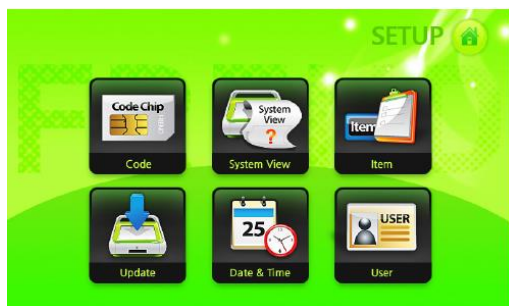 SETUP
Code Chip
System
View
?
Item
Code
System View
Item
25
USER
Update
Date & Time
User